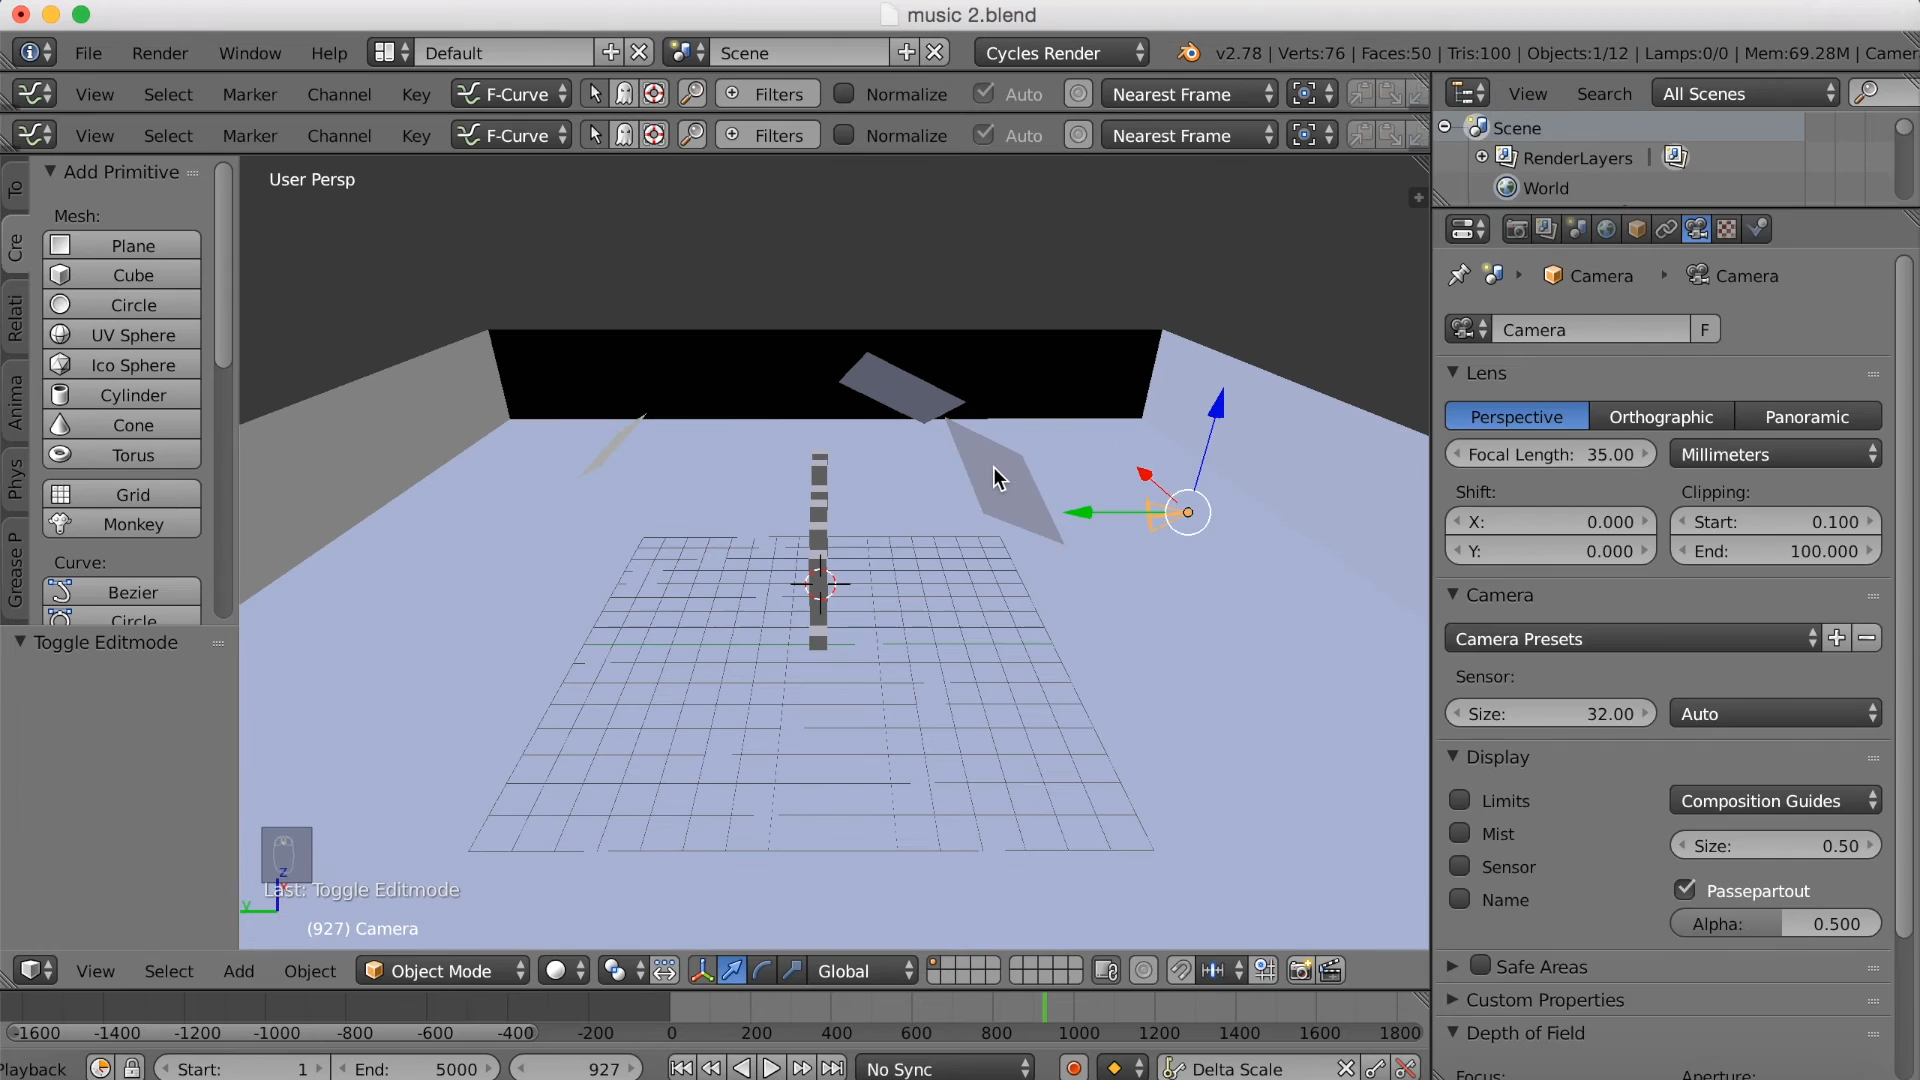 music 2.blend
File Render Window Help Default Scene Cycles Render v2.78 | Verts:76 | Faces:50 | Tris:100 | Objects:1/12 | Lamps:0/0 | Mem:69.28M | Camer
View Select Marker Channel Key F-Curve Filters Normalize Auto Nearest Frame View Search All Scenes
View Select Marker Channel Key F-Curve Filters Normalize Auto Nearest Frame
Scene
RenderLayers |
World
To
Cre
Relati
Anima
Phys
Grease P
Add Primitive
Mesh:
Plane
Cube
Circle
UV Sphere
Ico Sphere
Cylinder
Cone
Torus
Grid
Monkey
Curve:
Bezier
Circle
Toggle Editmode
User Persp
z
y
Last: Toggle Editmode
(927) Camera
Camera Camera
Camera F
Lens
Perspective Orthographic Panoramic
Focal Length: 35.00 Millimeters
Shift: Clipping:
X: 0.000 Start: 0.100
Y: 0.000 End: 100.000
Camera
Camera Presets
Sensor:
Size: 32.00 Auto
Display
Limits Composition Guides
Mist Size: 0.50
Sensor
Passepartout
Name
Alpha: 0.500
Safe Areas
Custom Properties
Depth of Field
Focus: Aperture:
View Select Add Object Object Mode Global
-1600 -1400 -1200 -1000 -800 -600 -400 -200 0 200 400 600 800 1000 1200 1400 1600 1800
Playback Start: 1 End: 5000 927 No Sync Delta Scale